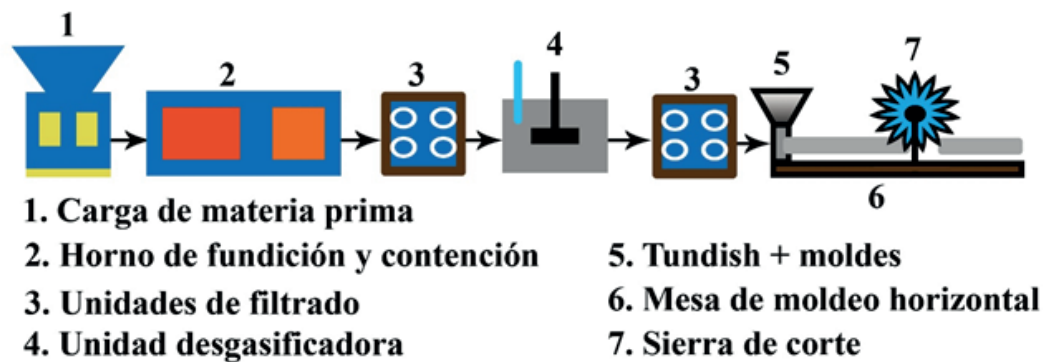 1
2
3
4
3
5
7
6
1. Carga de materia prima
2. Horno de fundición y contención
3. Unidades de filtrado
4. Unidad desgasificadora
5. Tundish + moldes
6. Mesa de moldeo horizontal
7. Sierra de corte